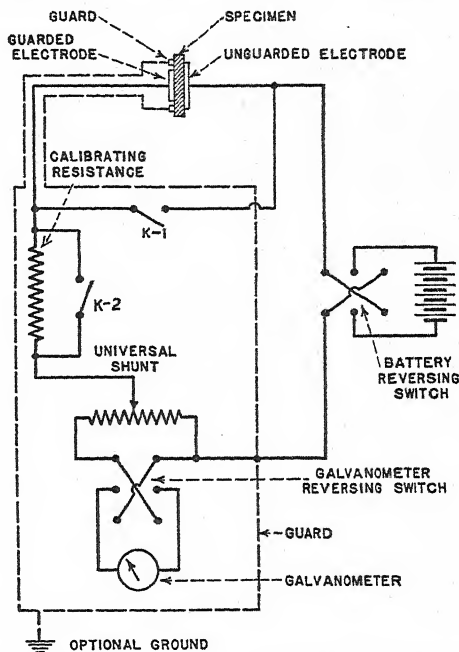 GUARD
SPECIMEN
GUARDED
ELECTRODE
UNGUARDED ELECTRODE
CALIBRATING
RESISTANCE
K-1
K-2
UNIVERSAL
SHUNT
BATTERY
REVERSING
SWITCH
GALVANOMETER
REVERSING SWITCH
GUARD
GALVANOMETER
OPTIONAL GROUND